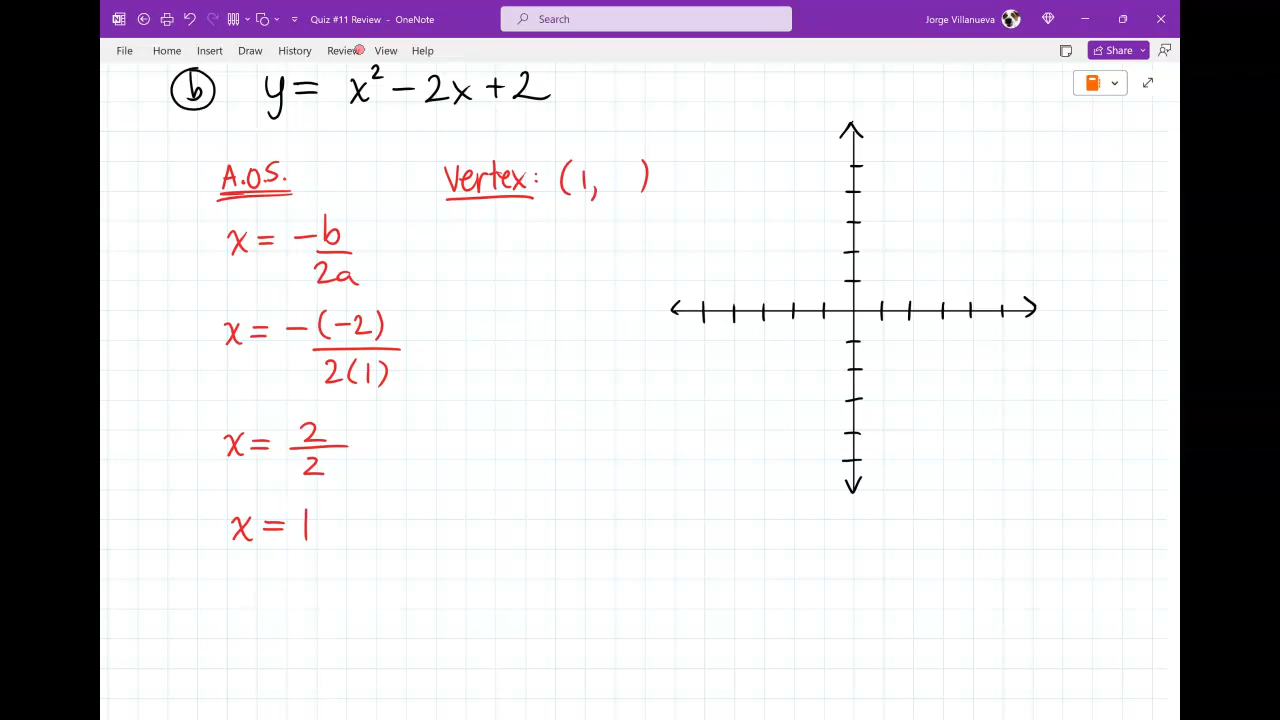 Quiz #11 Review - OneNote
Search
Jorge Villanueva
File Home Insert Draw History Review View Help
Share
b y = x² - 2x + 2
A.O.S.
Vertex: (1, )
x = -b/2a
x = -(-2)/2(1)
x = 2/2
x = 1